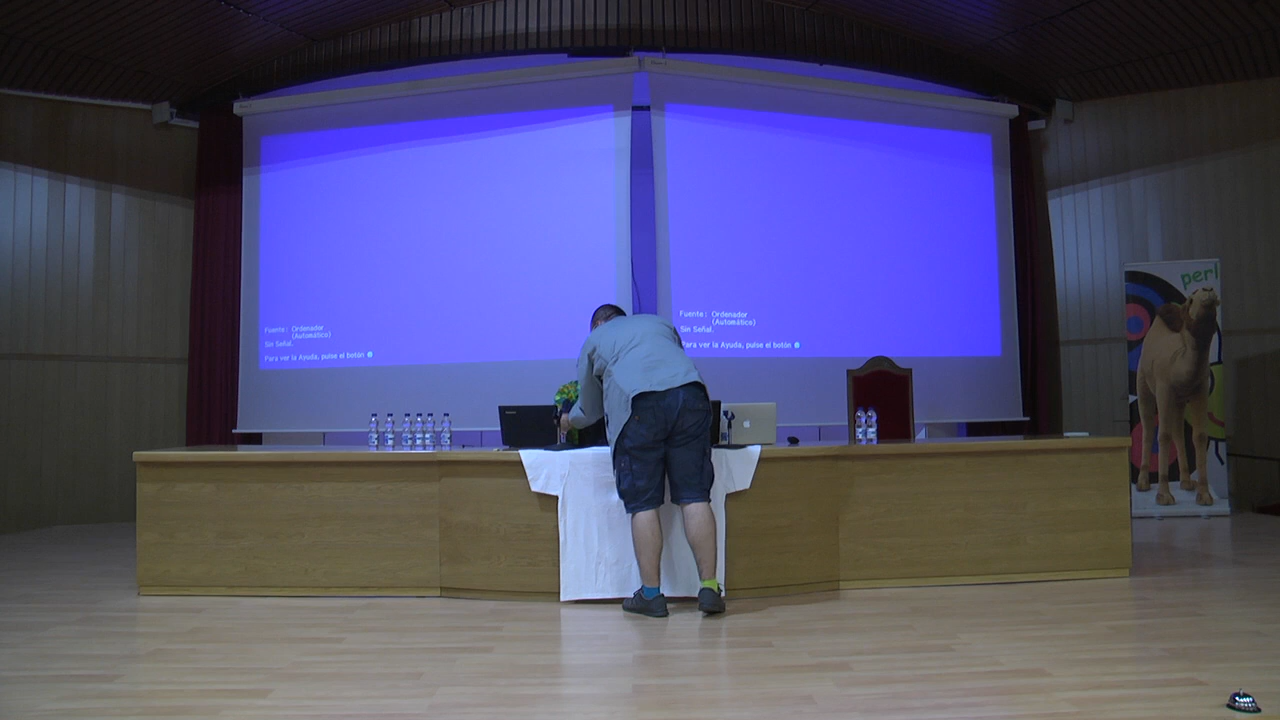 Fuente: Ordenador
(Automático)
Sin Señal.
Para ver la Ayuda, pulse el botón
Fuente: Ordenador
(Automático)
Sin Señal.
Para ver la Ayuda, pulse el botón
perl